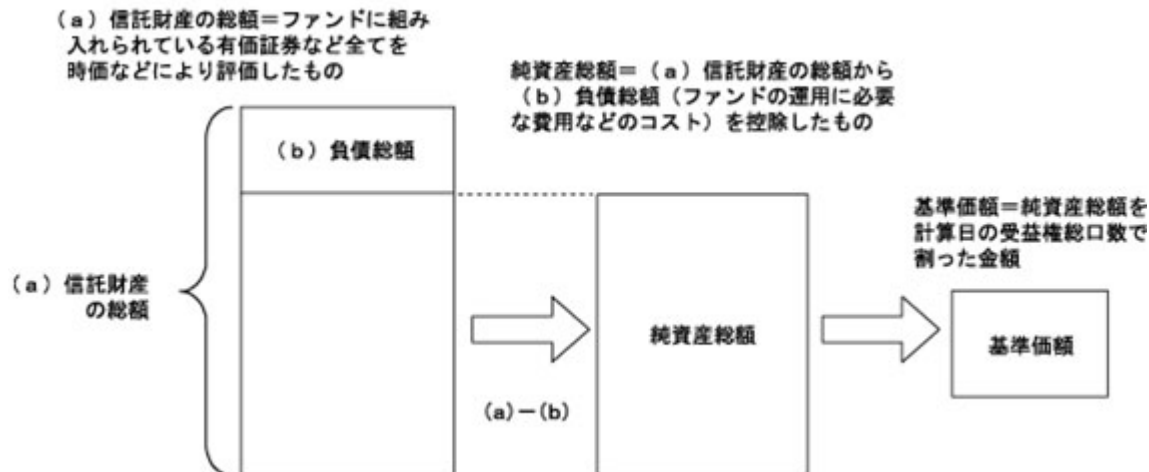 （a）信託財産の総額＝ファンドに組み
入れられている有価証券など全てを
時価などにより評価したもの
純資産総額＝（a）信託財産の総額から
（b）負債総額（ファンドの運用に必要
な費用などのコスト）を控除したもの
（b）負債総額
基準価額＝純資産総額を
計算日の受益権総口数で
割った金額
（a）信託財産
の総額
純資産総額
基準価額
(a)－(b)